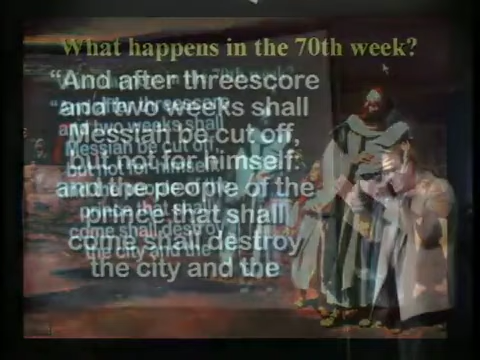 What happens in the 70th week?
“And after threescore
and two weeks shall
Messiah be cut off,
but not for himself:
and the people of the
prince that shall
come shall destroy
the city and the